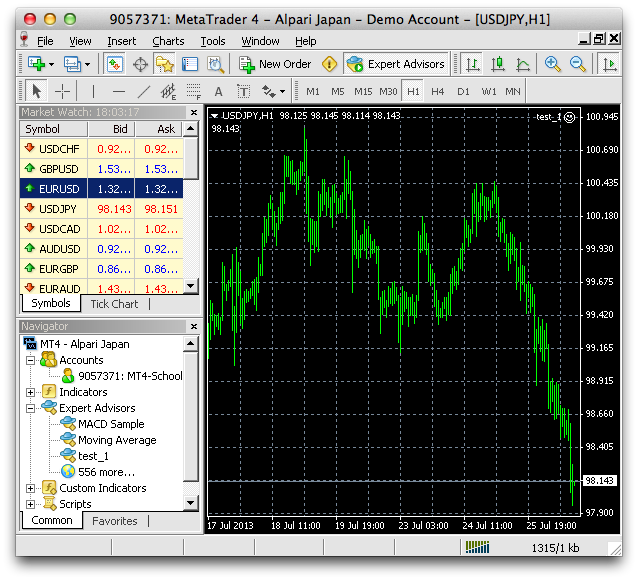 9057371: MetaTrader 4 - Alpari Japan - Demo Account - [USDJPY,H1]
File View Insert Charts Tools Window Help
New Order Expert Advisors
A T M1 M5 M15 M30 H1 H4 D1 W1 MN
Market Watch: 18:03:17
Symbol Bid Ask
USDCHF 0.92... 0.92...
GBPUSD 1.53... 1.53...
EURUSD 1.32... 1.32...
USDJPY 98.143 98.151
USDCAD 1.02... 1.02...
AUDUSD 0.92... 0.92...
EURGBP 0.86... 0.86...
EURAUD 1.43... 1.43...
Symbols Tick Chart
Navigator
MT4 - Alpari Japan
Accounts
9057371: MT4-School
Indicators
Expert Advisors
MACD Sample
Moving Average
test_1
556 more...
Custom Indicators
Scripts
Common Favorites
USDJPY,H1 98.125 98.145 98.114 98.143
98.143
test_1
100.945
100.690
100.435
100.180
99.930
99.675
99.420
99.165
98.915
98.660
98.405
98.143
97.900
17 Jul 2013 18 Jul 11:00 19 Jul 19:00 23 Jul 03:00 24 Jul 11:00 25 Jul 19:00
1315/1 kb